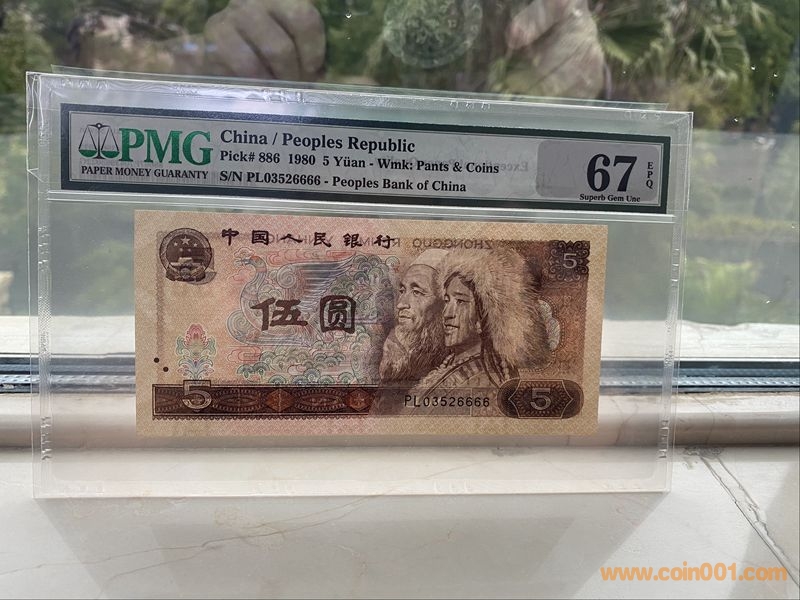 PMG
PAPER MONEY GUARANTY
China / Peoples Republic
Pick# 886 1980 5 Yüan - Wink: Pants & Coins
S/N PL03526666 - Peoples Bank of China
67
EPQ
Superb Gem Unc
中国人民银行
伍圆
5
5
5
PL03526666
www.coin001.com